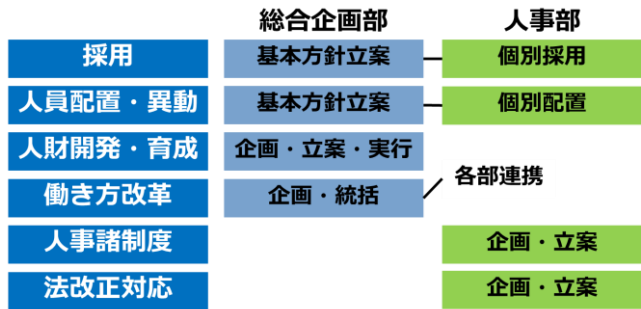 総合企画部 人事部
採用 基本方針立案 個別採用
人員配置・異動 基本方針立案 個別配置
人財開発・育成 企画・立案・実行
各部連携
働き方改革 企画・統括
人事諸制度 企画・立案
法改正対応 企画・立案